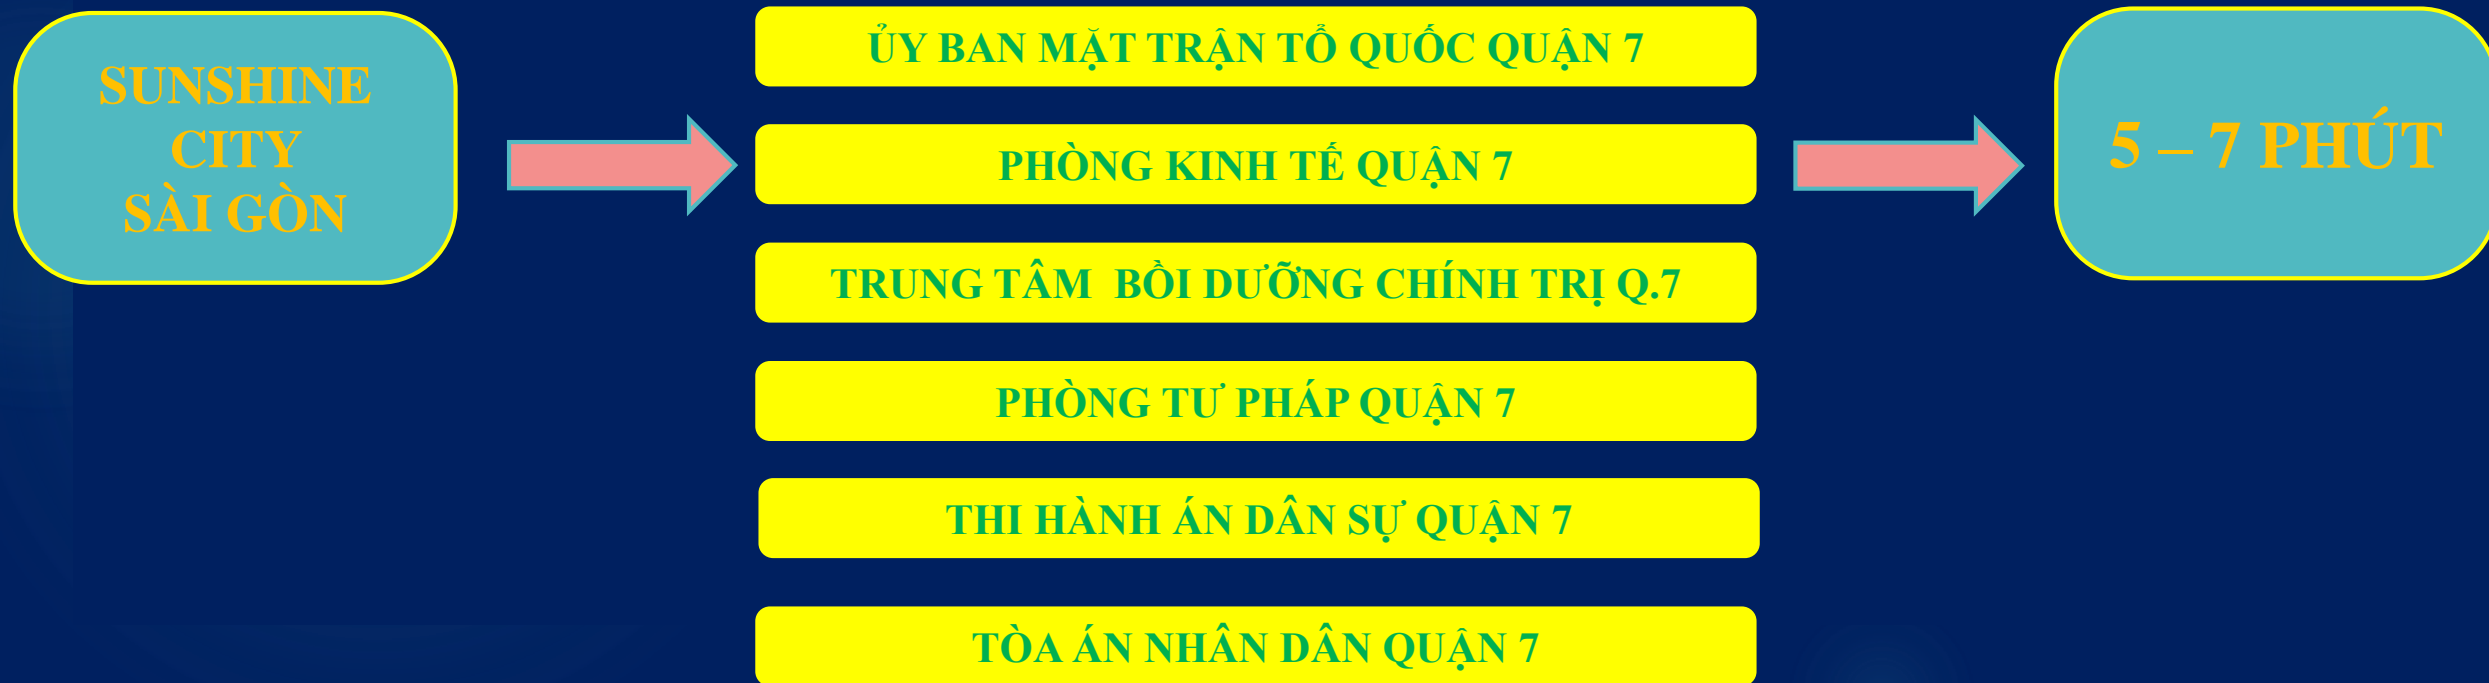 SUNSHINE
CITY
SÀI GÒN
ỦY BAN MẶT TRẬN TỔ QUỐC QUẬN 7
PHÒNG KINH TẾ QUẬN 7
TRUNG TÂM BỒI DƯỠNG CHÍNH TRỊ Q.7
PHÒNG TƯ PHÁP QUẬN 7
THI HÀNH ÁN DÂN SỰ QUẬN 7
TÒA ÁN NHÂN DÂN QUẬN 7
5 – 7 PHÚT